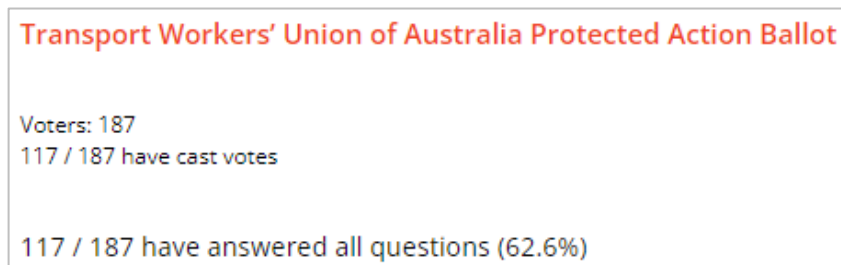 Transport Workers’ Union of Australia Protected Action Ballot
Voters: 187
117 / 187 have cast votes
117 / 187 have answered all questions (62.6%)